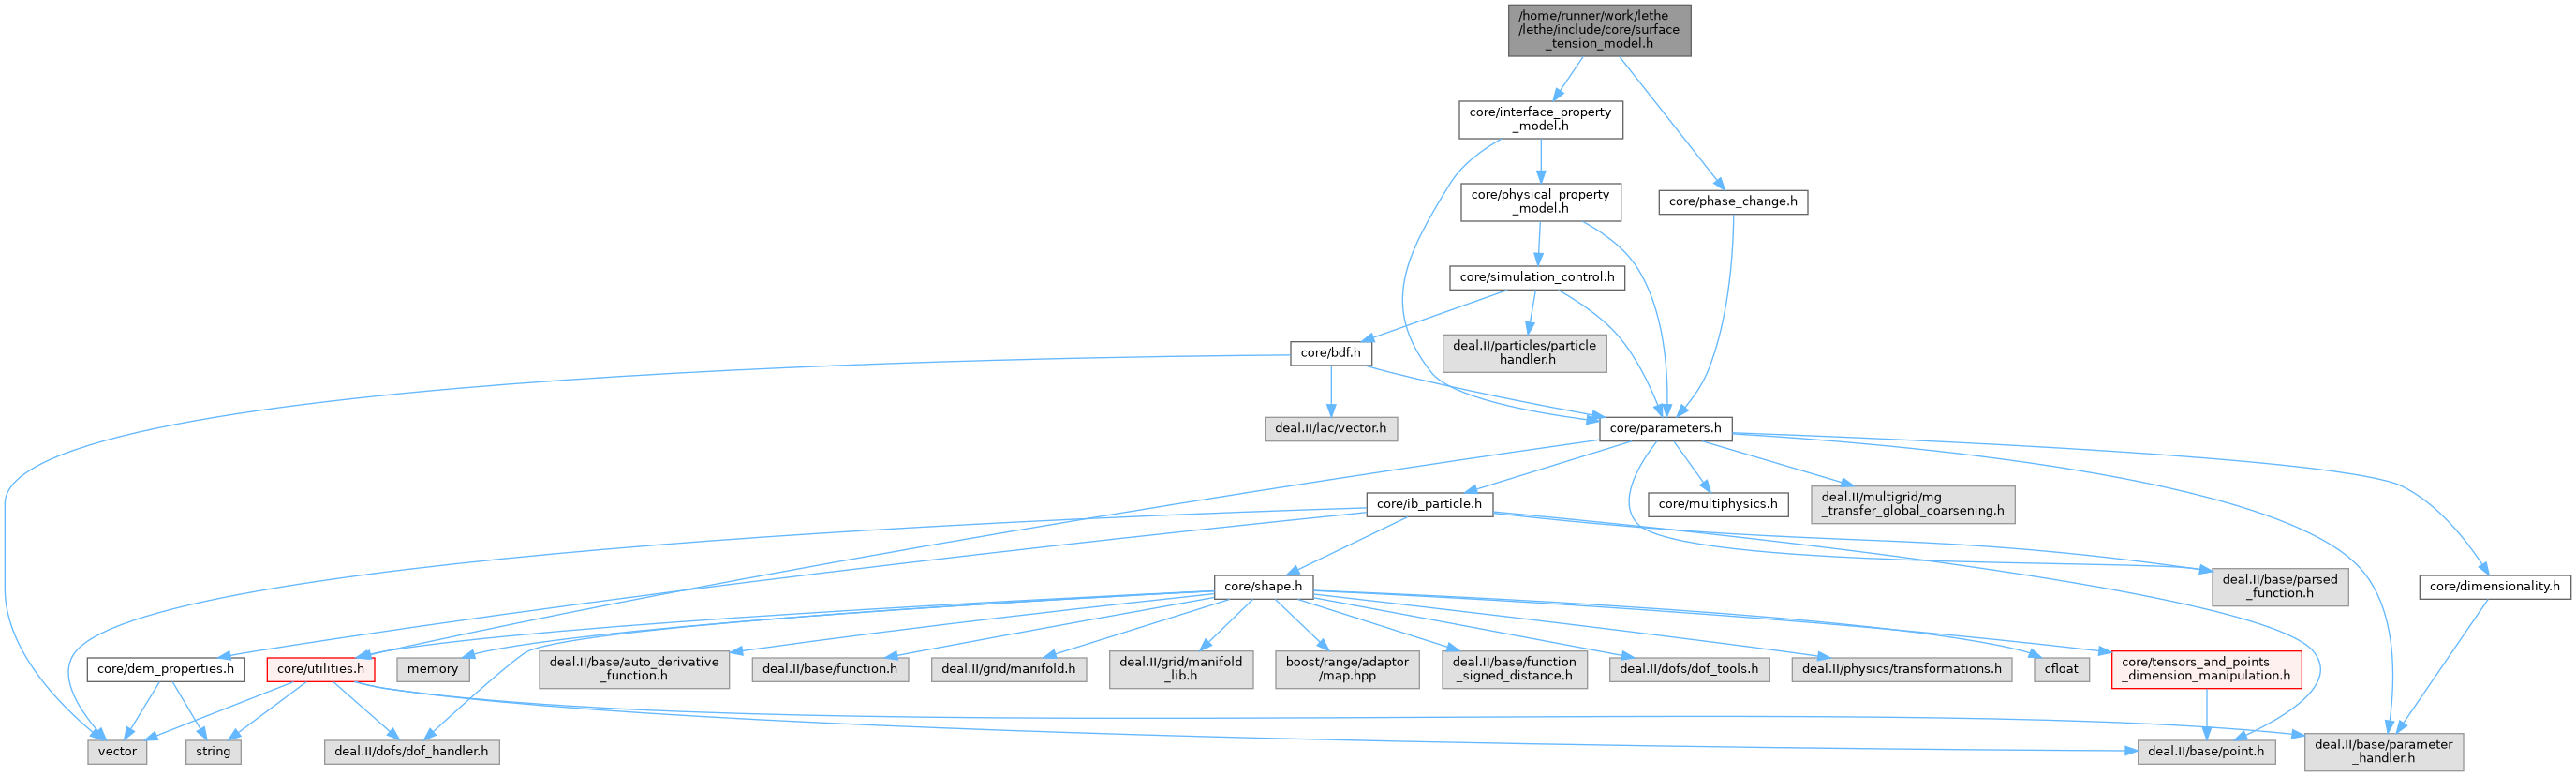 /home/runner/work/lethe
/lethe/include/core/surface
_tension_model.h
core/interface_property
_model.h
core/physical_property
_model.h
core/phase_change.h
core/simulation_control.h
deal.II/particles/particle
_handler.h
core/bdf.h
deal.II/lac/vector.h
core/parameters.h
core/ib_particle.h
core/multiphysics.h
deal.II/multigrid/mg
_transfer_global_coarsening.h
core/shape.h
deal.II/base/parsed
_function.h
core/dimensionality.h
core/dem_properties.h
core/utilities.h
memory
deal.II/base/auto_derivative
_function.h
deal.II/base/function.h
deal.II/grid/manifold.h
deal.II/grid/manifold
_lib.h
boost/range/adaptor
/map.hpp
deal.II/base/function
_signed_distance.h
deal.II/dofs/dof_tools.h
deal.II/physics/transformations.h
cfloat
core/tensors_and_points
_dimension_manipulation.h
vector
string
deal.II/dofs/dof_handler.h
deal.II/base/point.h
deal.II/base/parameter
_handler.h